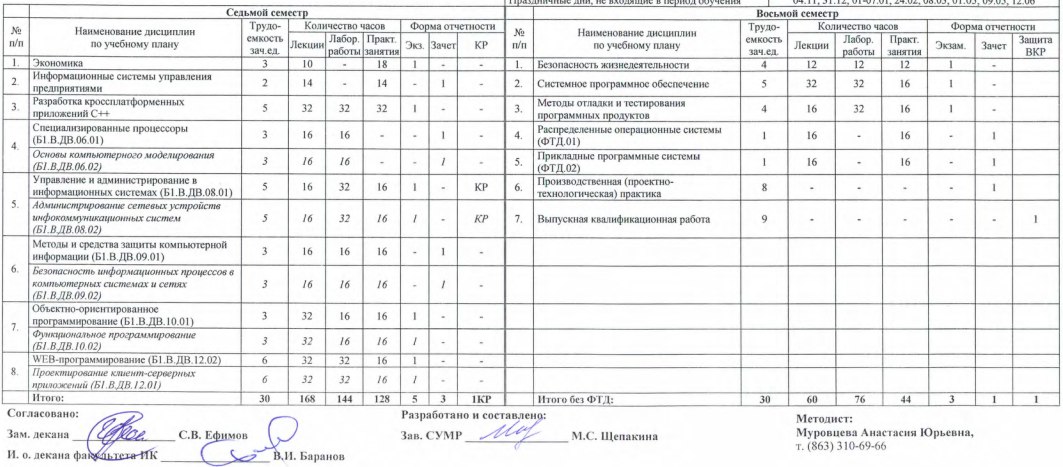 Праздничные дни, не входящие в период обучения 04.11, 31.12, 01-07.01, 24.02, 08.03, 01.05, 09.05, 12.06
Седьмой семестр
№ п/п Наименование дисциплин по учебному плану Трудо-емкость зач.ед. Количество часов Форма отчетности
Лекции Лабор. работы Практ. занятия Экз. Зачет КР
1. Экономика 3 10 - 18 1 - -
2. Информационные системы управления предприятиями 2 14 - 14 - 1 -
3. Разработка кроссплатформенных приложений С++ 5 32 32 32 1 - -
4. Специализированные процессоры (Б1.В.ДВ.06.01) 3 16 16 - - 1 -
Основы компьютерного моделирования (Б1.В.ДВ.06.02) 3 16 16 - - 1 -
5. Управление и администрирование в информационных системах (Б1.В.ДВ.08.01) 5 16 32 16 1 - КР
Администрирование сетевых устройств инфокоммуникационных систем (Б1.В.ДВ.08.02) 5 16 32 16 1 - КР
6. Методы и средства защиты компьютерной информации (Б1.В.ДВ.09.01) 3 16 16 16 - 1 -
Безопасность информационных процессов в компьютерных системах и сетях (Б1.В.ДВ.09.02) 3 16 16 16 - 1 -
7. Объектно-ориентированное программирование (Б1.В.ДВ.10.01) 3 32 16 16 1 - -
Функциональное программирование (Б1.В.ДВ.10.02) 3 32 16 16 1 - -
8. WEB-программирование (Б1.В.ДВ.12.02) 6 32 32 16 1 - -
Проектирование клиент-серверных приложений (Б1.В.ДВ.12.01) 6 32 32 16 1 - -
Итого: 30 168 144 128 5 3 1КР
Восьмой семестр
№ п/п Наименование дисциплин по учебному плану Трудо-емкость зач.ед. Количество часов Форма отчетности
Лекции Лабор. работы Практ. занятия Экзам. Зачет Защита ВКР
1. Безопасность жизнедеятельности 4 12 12 12 1 -
2. Системное программное обеспечение 5 32 32 16 1 -
3. Методы отладки и тестирования программных продуктов 4 16 32 16 1 -
4. Распределенные операционные системы (ФТД.01) 1 16 - 16 - 1
5. Прикладные программные системы (ФТД.02) 1 16 - 16 - 1
6. Производственная (проектно-технологическая) практика 8 - - - - 1
7. Выпускная квалификационная работа 9 - - - - - 1
Итого без ФТД: 30 60 76 44 3 1 1
Согласовано:
Зам. декана С.В. Ефимов
И. о. декана факультета ИК В.И. Баранов
Разработано и составлено:
Зав. СУМР М.С. Щепакина
Методист:
Муровцева Анастасия Юрьевна,
т. (863) 310-69-66